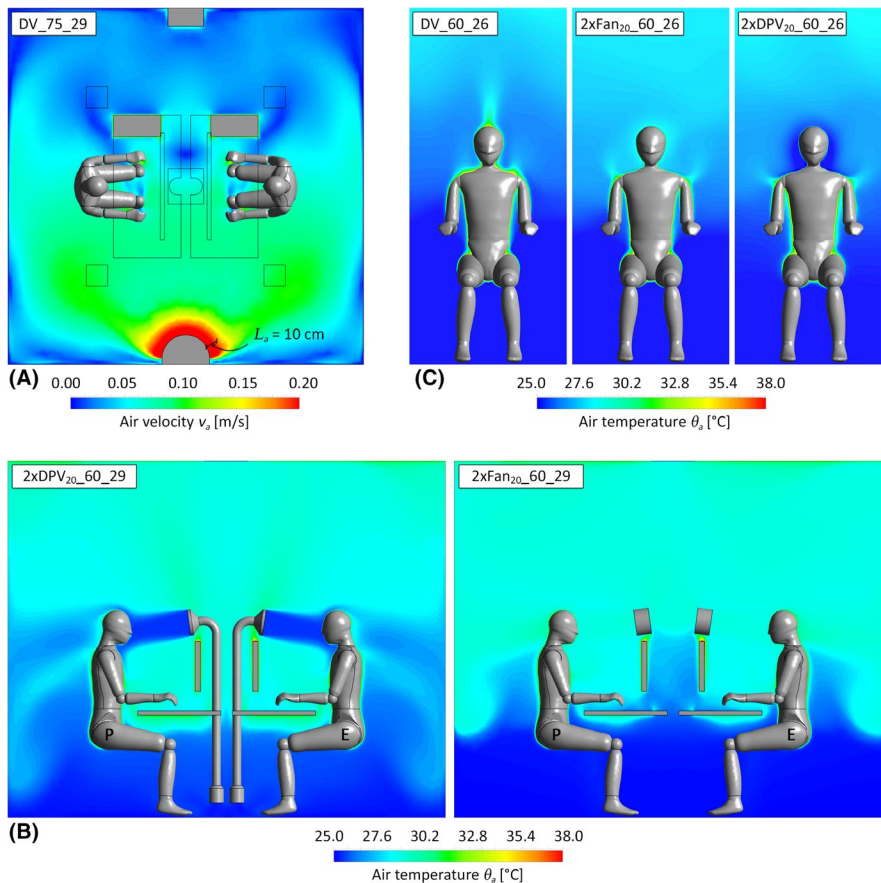 DV_75_29
Lₐ = 10 cm
(A)
0.00 0.05 0.10 0.15 0.20
Air velocity vₐ [m/s]
DV_60_26
2xFan₂₀_60_26
2xDPV₂₀_60_26
(C)
25.0 27.6 30.2 32.8 35.4 38.0
Air temperature θₐ [°C]
2xDPV₂₀_60_29
P
E
2xFan₂₀_60_29
P
E
(B)
25.0 27.6 30.2 32.8 35.4 38.0
Air temperature θₐ [°C]